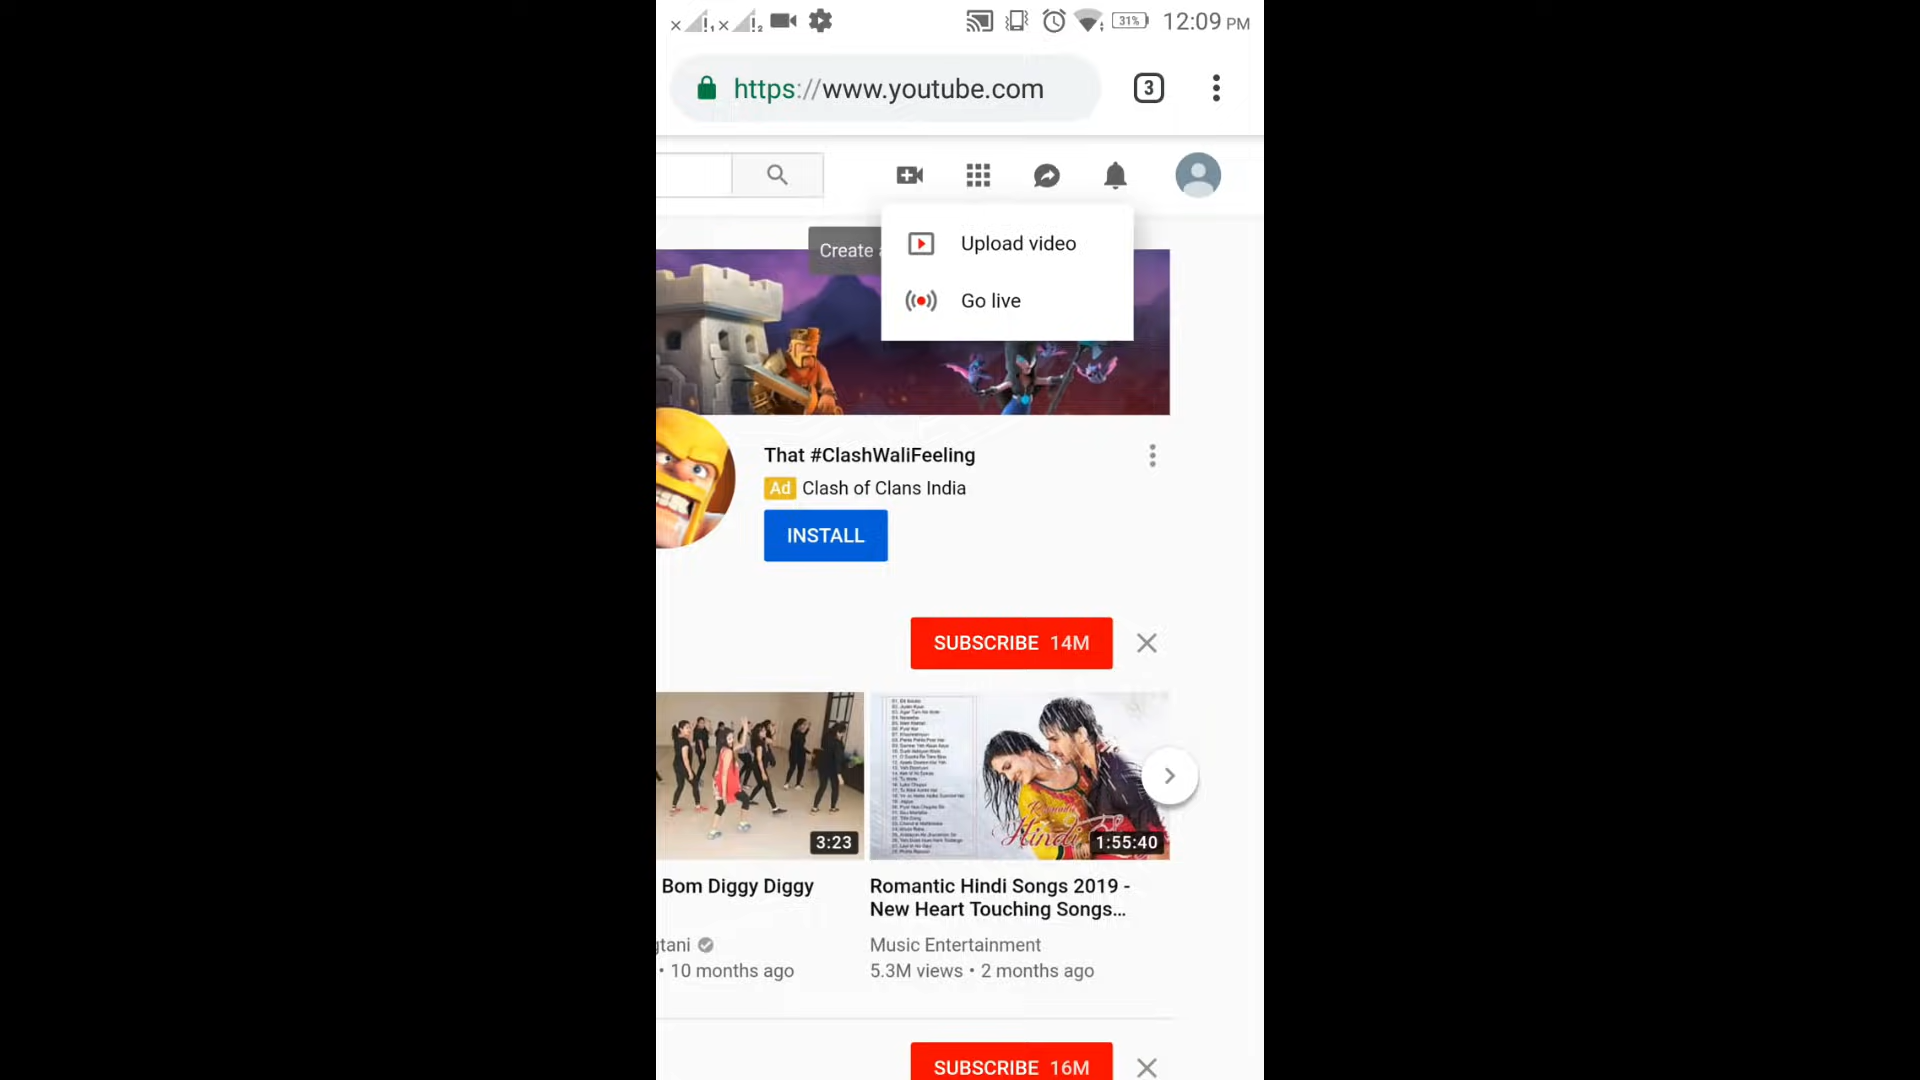 31%
12:09 PM
https://www.youtube.com
3
Upload video
Create
Go live
That #ClashWaliFeeling
Ad Clash of Clans India
INSTALL
SUBSCRIBE 14M
3:23
Hindi
1:55:40
Bom Diggy Diggy
Romantic Hindi Songs 2019 -
New Heart Touching Songs...
gtani
Music Entertainment
• 10 months ago
5.3M views • 2 months ago
SUBSCRIBE 16M